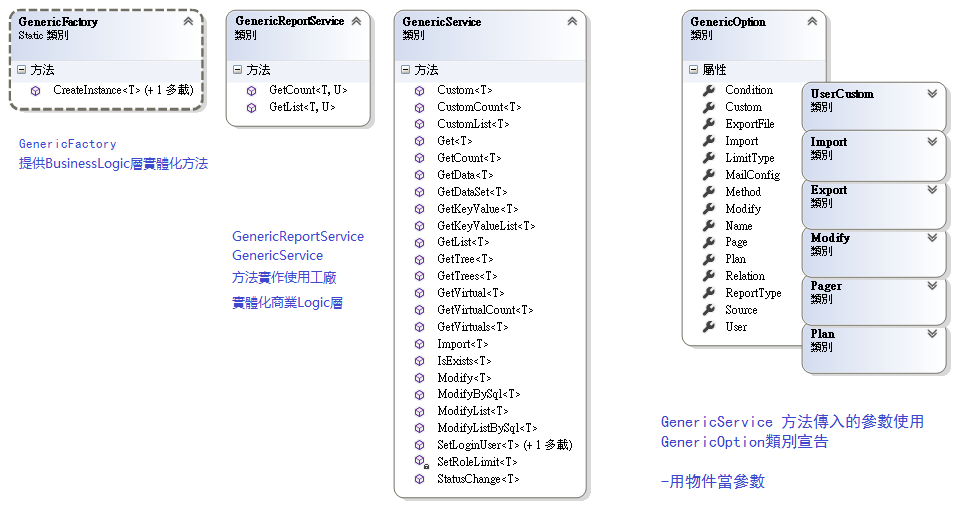 GenericFactory
Static 類別
方法
CreateInstance<T> (+ 1 多載)
GenericFactory
提供BusinessLogic層實體化方法
GenericReportService
類別
方法
GetCount<T, U>
GetList<T, U>
GenericReportService
GenericService
方法實作使用工廠
實體化商業Logic層
GenericService
類別
方法
Custom<T>
CustomCount<T>
CustomList<T>
Get<T>
GetCount<T>
GetData<T>
GetDataSet<T>
GetKeyValue<T>
GetKeyValueList<T>
GetList<T>
GetTree<T>
GetTrees<T>
GetVirtual<T>
GetVirtualCount<T>
GetVirtuals<T>
Import<T>
IsExists<T>
Modify<T>
ModifyBySql<T>
ModifyList<T>
ModifyListBySql<T>
SetLoginUser<T> (+ 1 多載)
SetRoleLimit<T>
StatusChange<T>
GenericOption
類別
屬性
Condition
Custom
ExportFile
Import
LimitType
MailConfig
Method
Modify
Name
Page
Plan
Relation
ReportType
Source
User
UserCustom
類別
Import
類別
Export
類別
Modify
類別
Pager
類別
Plan
類別
GenericService 方法傳入的參數使用
GenericOption類別宣告
-用物件當參數